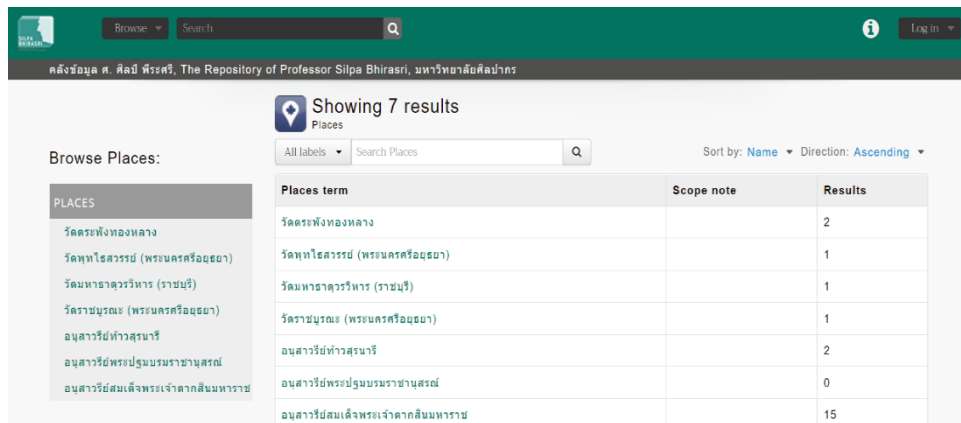 SILPA
BHIRASRI
Browse
Search
Log in
คลังข้อมูล ศ. ศิลป์ พีระศรี, The Repository of Professor Silpa Bhirasri, มหาวิทยาลัยศิลปากร
Showing 7 results
Places
Browse Places:
All labels
Search Places
Sort by: Name Direction: Ascending
PLACES
วัดตระพังทองหลาง
วัดพุทไธสวรรย์ (พระนครศรีอยุธยา)
วัดมหาธาตุวรวิหาร (ราชบุรี)
วัดราชบูรณะ (พระนครศรีอยุธยา)
อนุสาวรีย์ท้าวสุรนารี
อนุสาวรีย์พระปฐมบรมราชานุสรณ์
อนุสาวรีย์สมเด็จพระเจ้าตากสินมหาราช
Places term Scope note Results
วัดตระพังทองหลาง 2
วัดพุทไธสวรรย์ (พระนครศรีอยุธยา) 1
วัดมหาธาตุวรวิหาร (ราชบุรี) 1
วัดราชบูรณะ (พระนครศรีอยุธยา) 1
อนุสาวรีย์ท้าวสุรนารี 2
อนุสาวรีย์พระปฐมบรมราชานุสรณ์ 0
อนุสาวรีย์สมเด็จพระเจ้าตากสินมหาราช 15